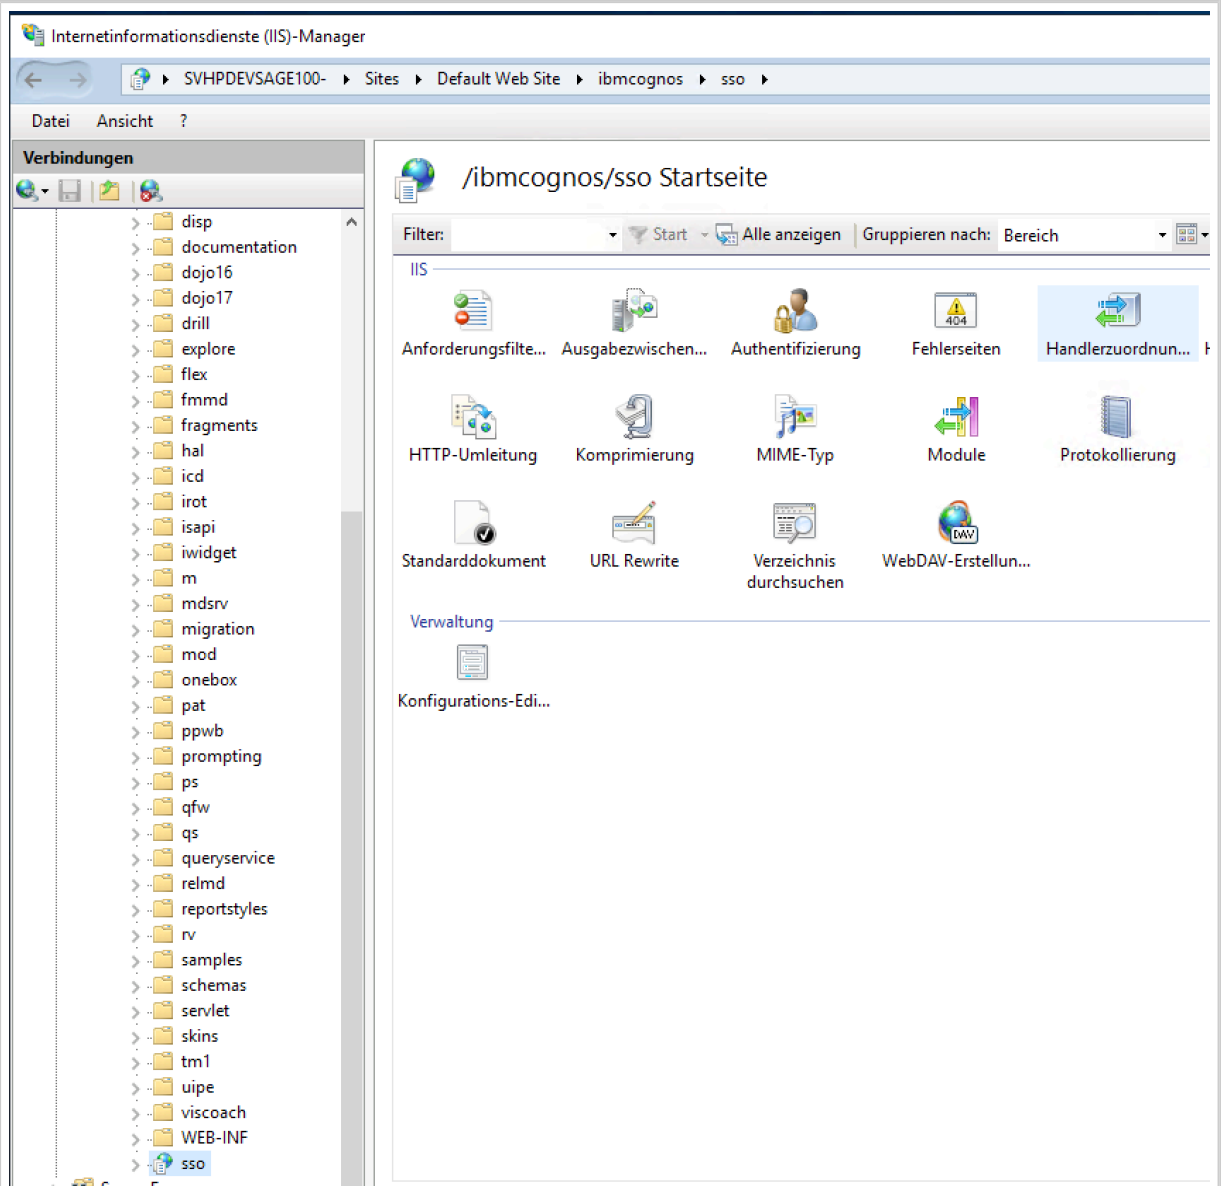 Internetinformationsdienste (IIS)-Manager
SVHPDEVSAGE100- Sites Default Web Site ibmcognos sso
Datei Ansicht ?
Verbindungen
disp
documentation
dojo16
dojo17
drill
explore
flex
fmmd
fragments
hal
icd
irot
isapi
iwidget
m
mdsrv
migration
mod
onebox
pat
ppwb
prompting
ps
qfw
qs
queryservice
relmd
reportstyles
rv
samples
schemas
servlet
skins
tm1
uipe
viscoach
WEB-INF
sso
/ibmcognos/sso Startseite
Filter: Start Alle anzeigen Gruppieren nach: Bereich
IIS
Anforderungsfilte... Ausgabezwischen... Authentifizierung Fehlerseiten Handlerzuordnun...
404
HTTP-Umleitung Komprimierung MIME-Typ Module Protokollierung
DAV
Standarddokument URL Rewrite Verzeichnis durchsuchen WebDAV-Erstellun...
Verwaltung
Konfigurations-Edi...